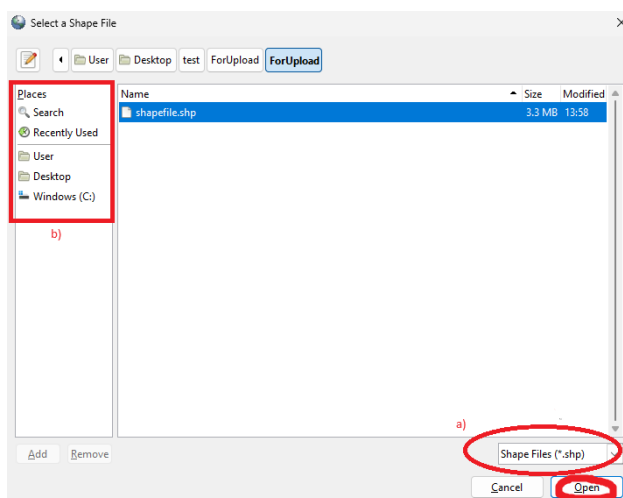 Select a Shape File
User Desktop test ForUpload ForUpload
Places
Search
Recently Used
User
Desktop
Windows (C:)
b)
Name Size Modified
shapefile.shp 3.3 MB 13:58
a)
Add Remove
Shape Files (*.shp)
Cancel Open